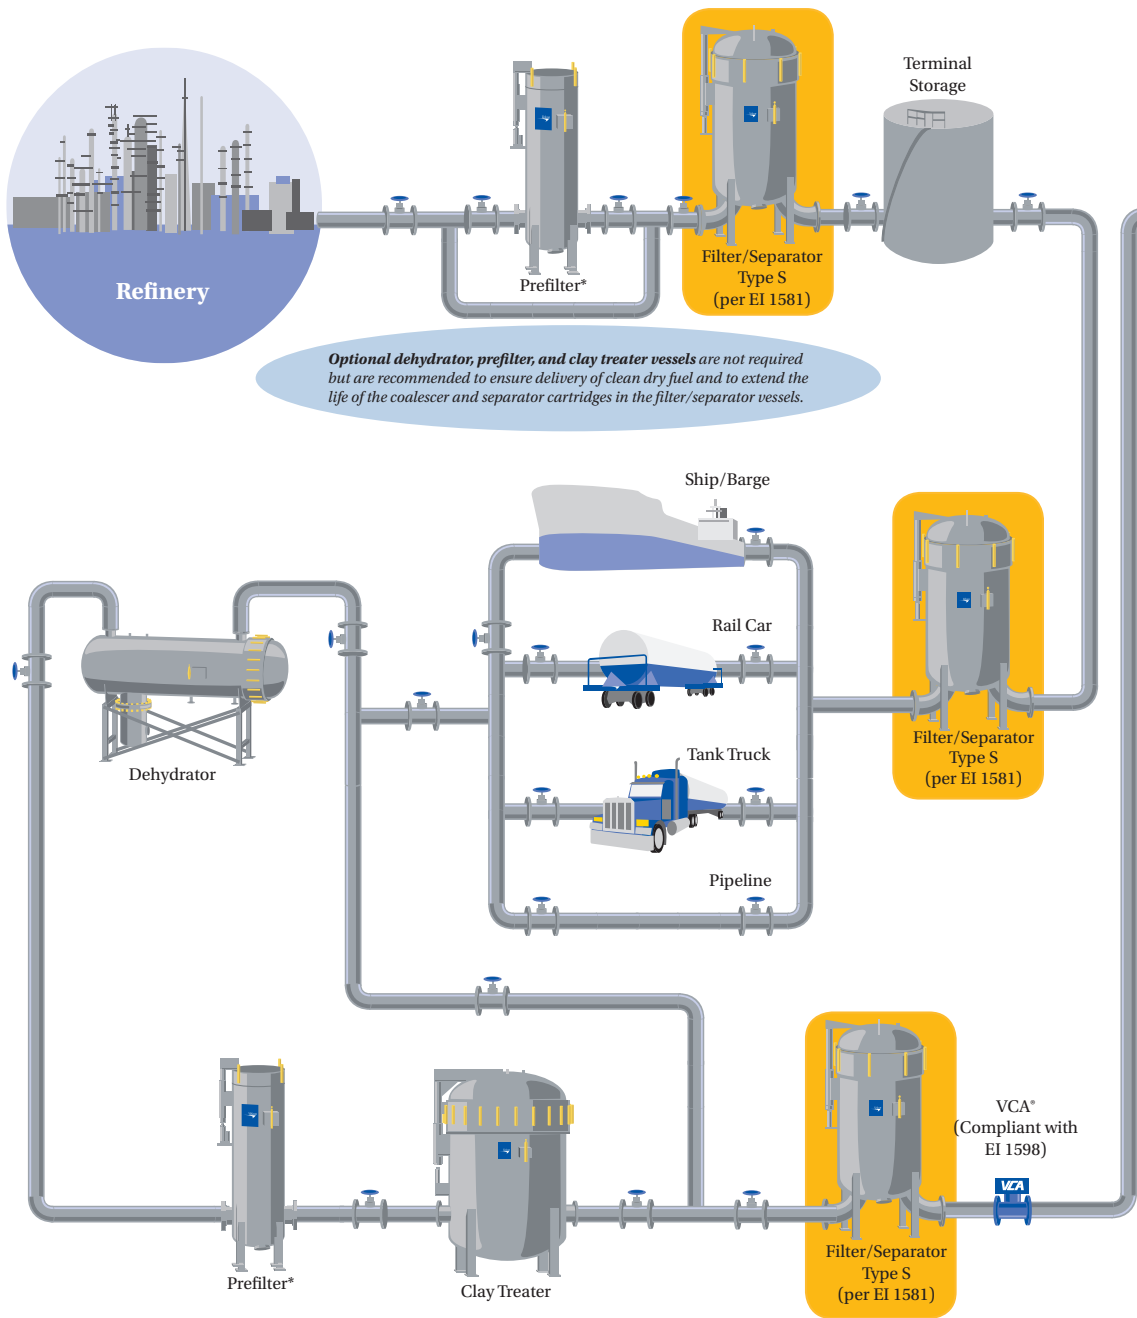 Terminal
Storage
Refinery
Prefilter*
Filter/Separator
Type S
(per EI 1581)
Optional dehydrator, prefilter, and clay treater vessels are not required
but are recommended to ensure delivery of clean dry fuel and to extend the
life of the coalescer and separator cartridges in the filter/separator vessels.
Ship/Barge
Rail Car
Tank Truck
Pipeline
Filter/Separator
Type S
(per EI 1581)
Dehydrator
VCA®
(Compliant with
EI 1598)
VCA
Prefilter*
Clay Treater
Filter/Separator
Type S
(per EI 1581)